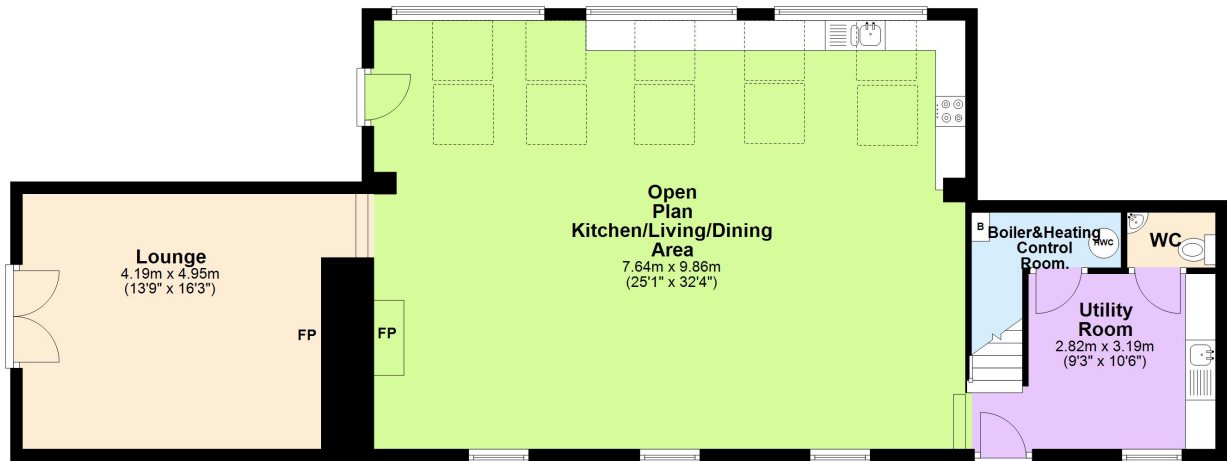 Open
Plan
Kitchen/Living/Dining
Area
7.64m x 9.86m
(25'1" x 32'4")
Lounge
4.19m x 4.95m
(13'9" x 16'3")
FP
FP
B
Boiler&Heating
Control
Room.
HWC
WC
Utility
Room
2.82m x 3.19m
(9'3" x 10'6")